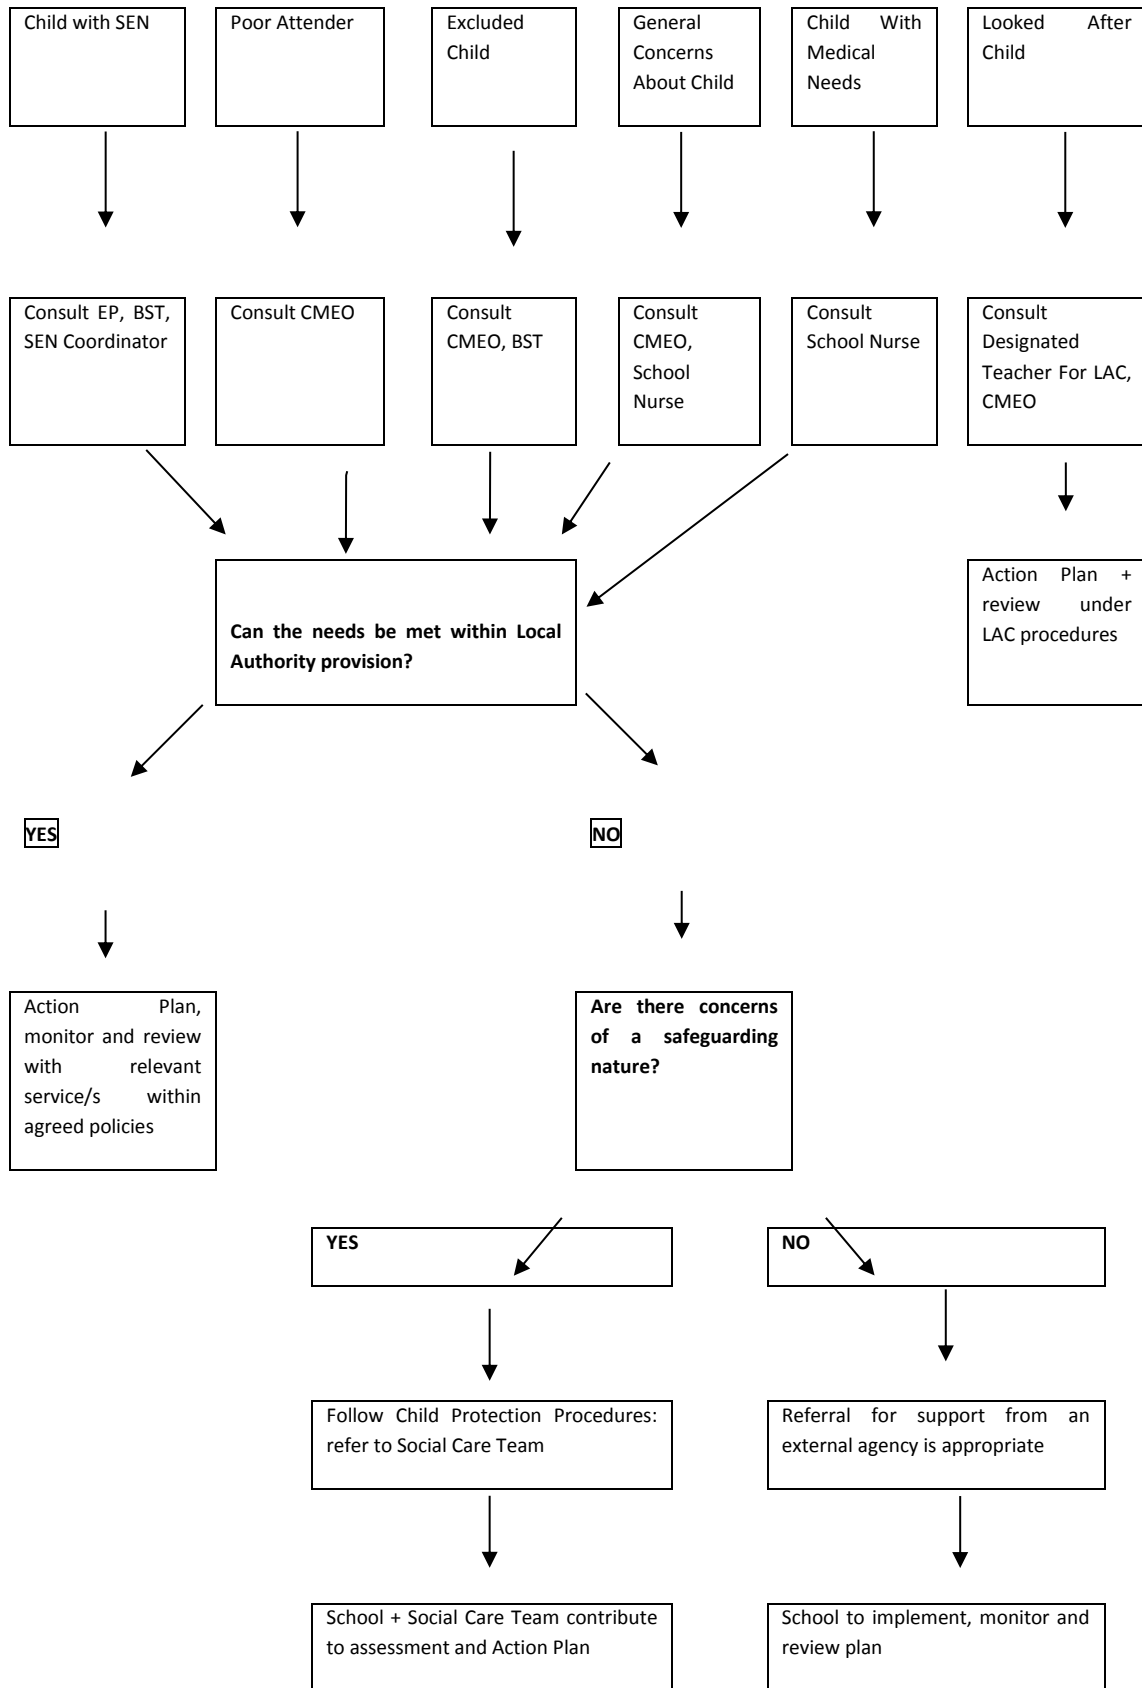 Child with SEN
Poor Attender
Excluded
Child
General
Concerns
About Child
Child With
Medical
Needs
Looked After
Child
Consult EP, BST,
SEN Coordinator
Consult CMEO
Consult
CMEO, BST
Consult
CMEO,
School
Nurse
Consult
School Nurse
Consult
Designated
Teacher For LAC,
CMEO
Can the needs be met within Local
Authority provision?
Action Plan +
review under
LAC procedures
YES
NO
Action Plan,
monitor and review
with relevant
service/s within
agreed policies
Are there concerns
of a safeguarding
nature?
YES
NO
Follow Child Protection Procedures:
refer to Social Care Team
Referral for support from an
external agency is appropriate
School + Social Care Team contribute
to assessment and Action Plan
School to implement, monitor and
review plan